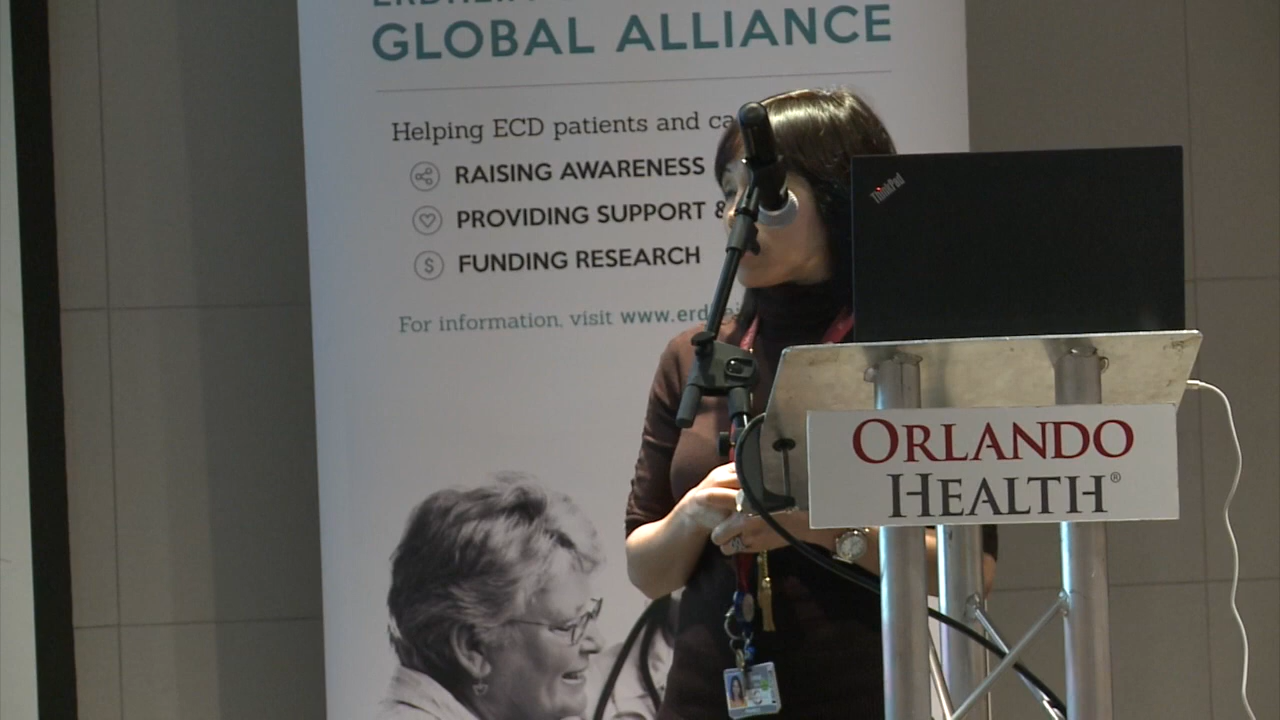 GLOBAL ALLIANCE
Helping ECD patients and
RAISING AWARENESS
PROVIDING SUPPORT &
FUNDING RESEARCH
For information, visit www.erd
ThinkPad
ORLANDO
HEALTH®